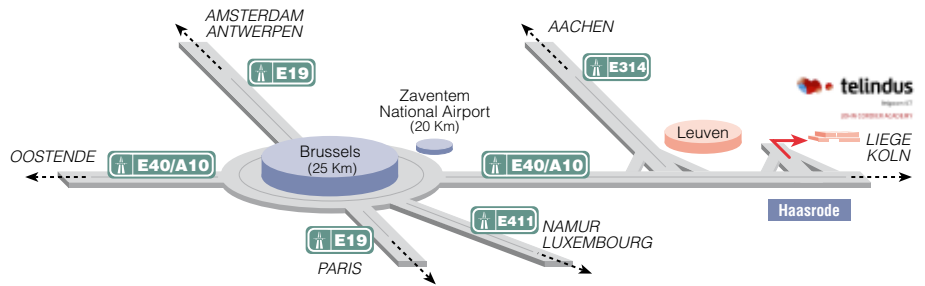 AMSTERDAM
ANTWERPEN
E19
AACHEN
E314
Zaventem
National Airport
(20 Km)
telindus
Leuven
LIEGE
KOLN
OOSTENDE
E40/A10
Brussels
(25 Km)
E40/A10
Haasrode
E411
NAMUR
LUXEMBOURG
E19
PARIS